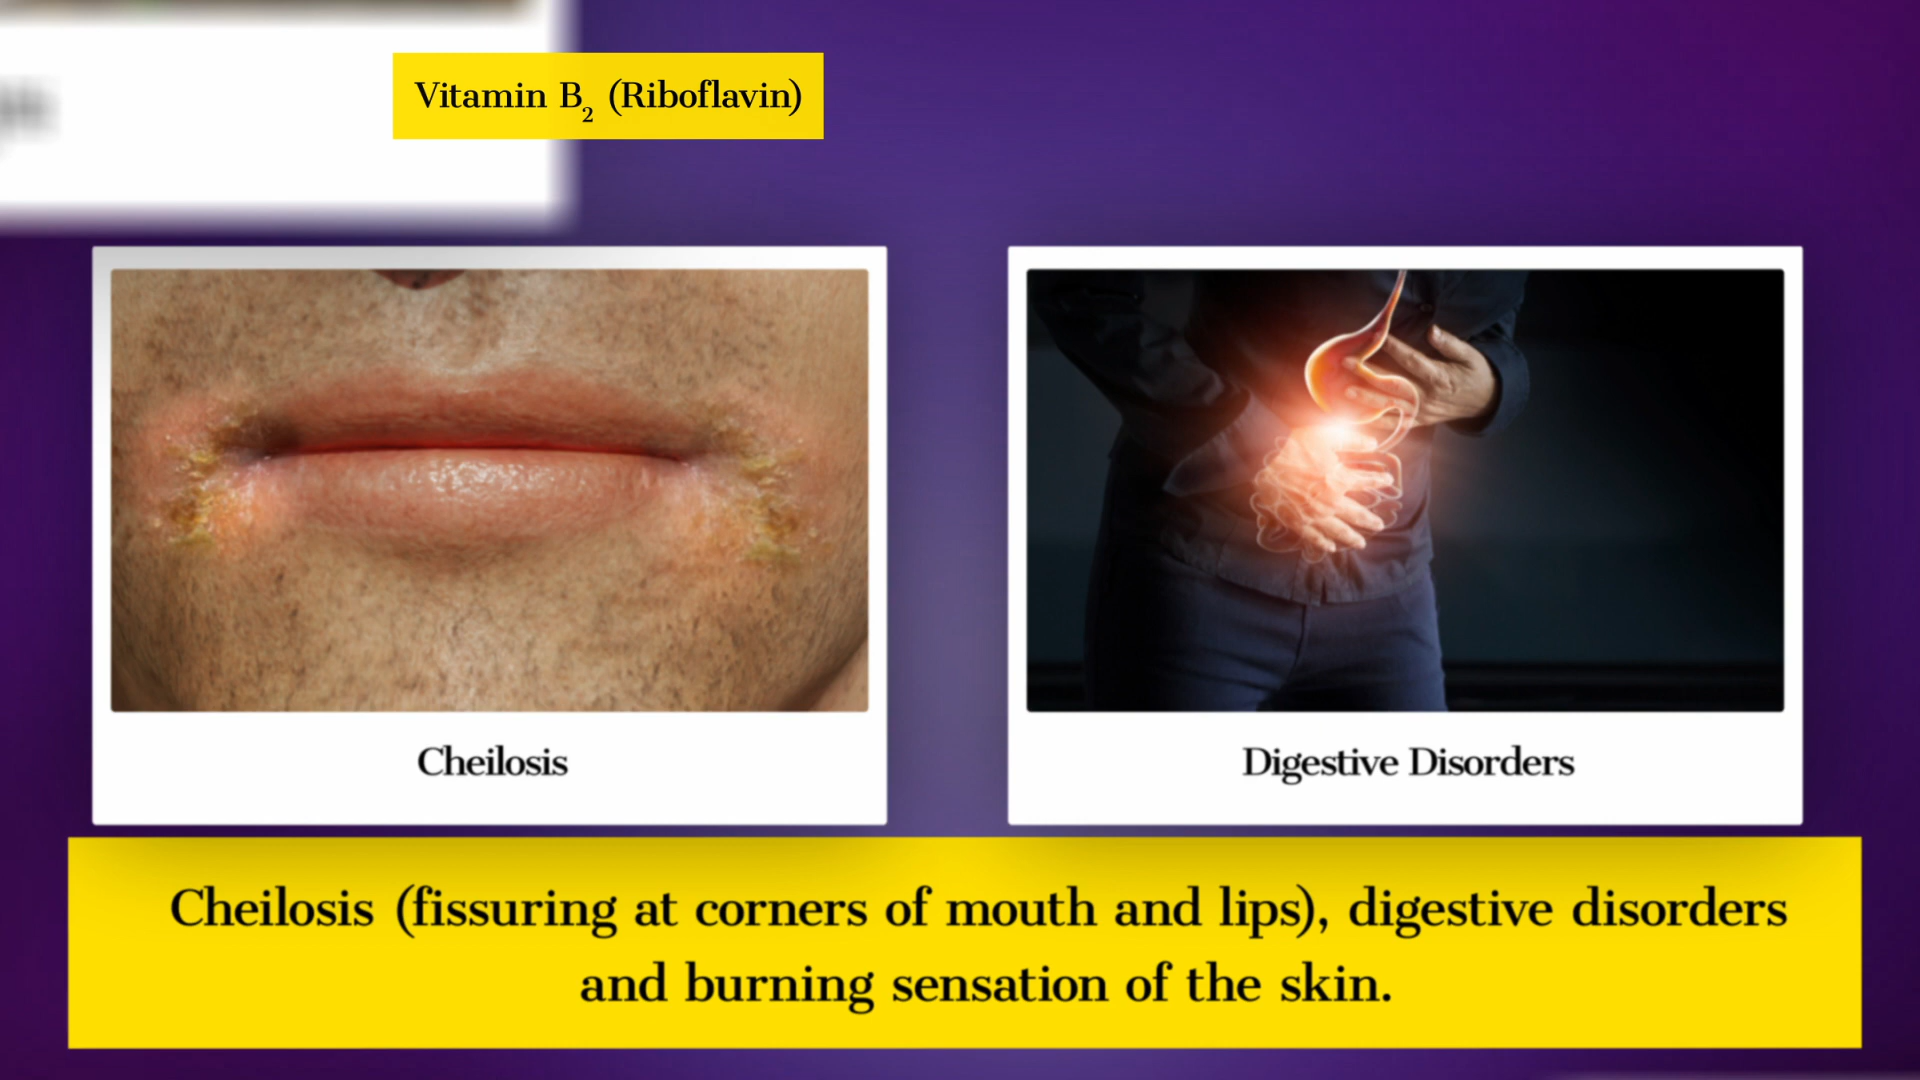 Vitamin B₂ (Riboflavin)
Cheilosis
Digestive Disorders
Cheilosis (fissuring at corners of mouth and lips), digestive disorders
and burning sensation of the skin.